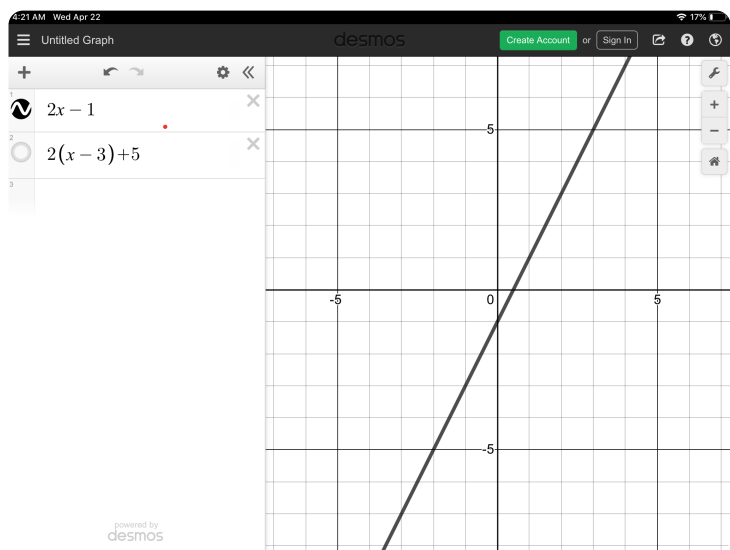 4:21 AM Wed Apr 22
17%
Untitled Graph
desmos
Create Account or Sign In
1
2x − 1
2
2(x − 3)+5
3
powered by
desmos
5
-5
0
5
-5